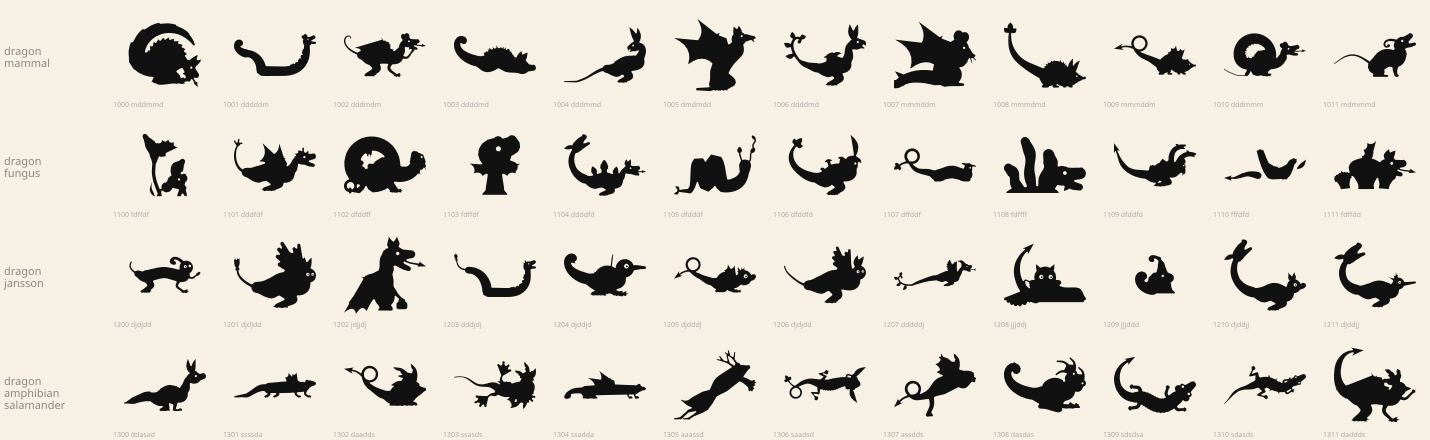 dragon
mammal
1000 mddmmd
1001 dddddm
1002 dddmdm
1003 ddddmd
1004 dmmmmd
1005 dmdmdd
1006 ddddmd
1007 mmddm
1008 mmmdmd
1009 mmmddm
1010 dddmmm
1011 mdmmmd
dragon
fungus
1100 fdffdf
1101 dddfdf
1102 dfddff
1103 fdffdf
1104 ddddfd
1105 dfdddf
1106 dfddfd
1107 dffddf
1108 fdffff
1109 dfddfd
1110 fffdfd
1111 fdffdd
dragon
jansson
1200 djdjdd
1201 djdjdd
1202 jdjjdj
1203 dddjdj
1204 djddjd
1205 djdddj
1206 djdjdd
1207 dddddj
1208 jjjddj
1209 jjjddd
1210 djddjj
1211 djddjj
dragon
amphibian
salamander
1300 ddasad
1301 ssssda
1302 daadds
1303 ssasds
1304 ssadda
1305 aaassd
1306 saadsd
1307 assdds
1308 dasdas
1309 sdsdsa
1310 sdasds
1311 daddds